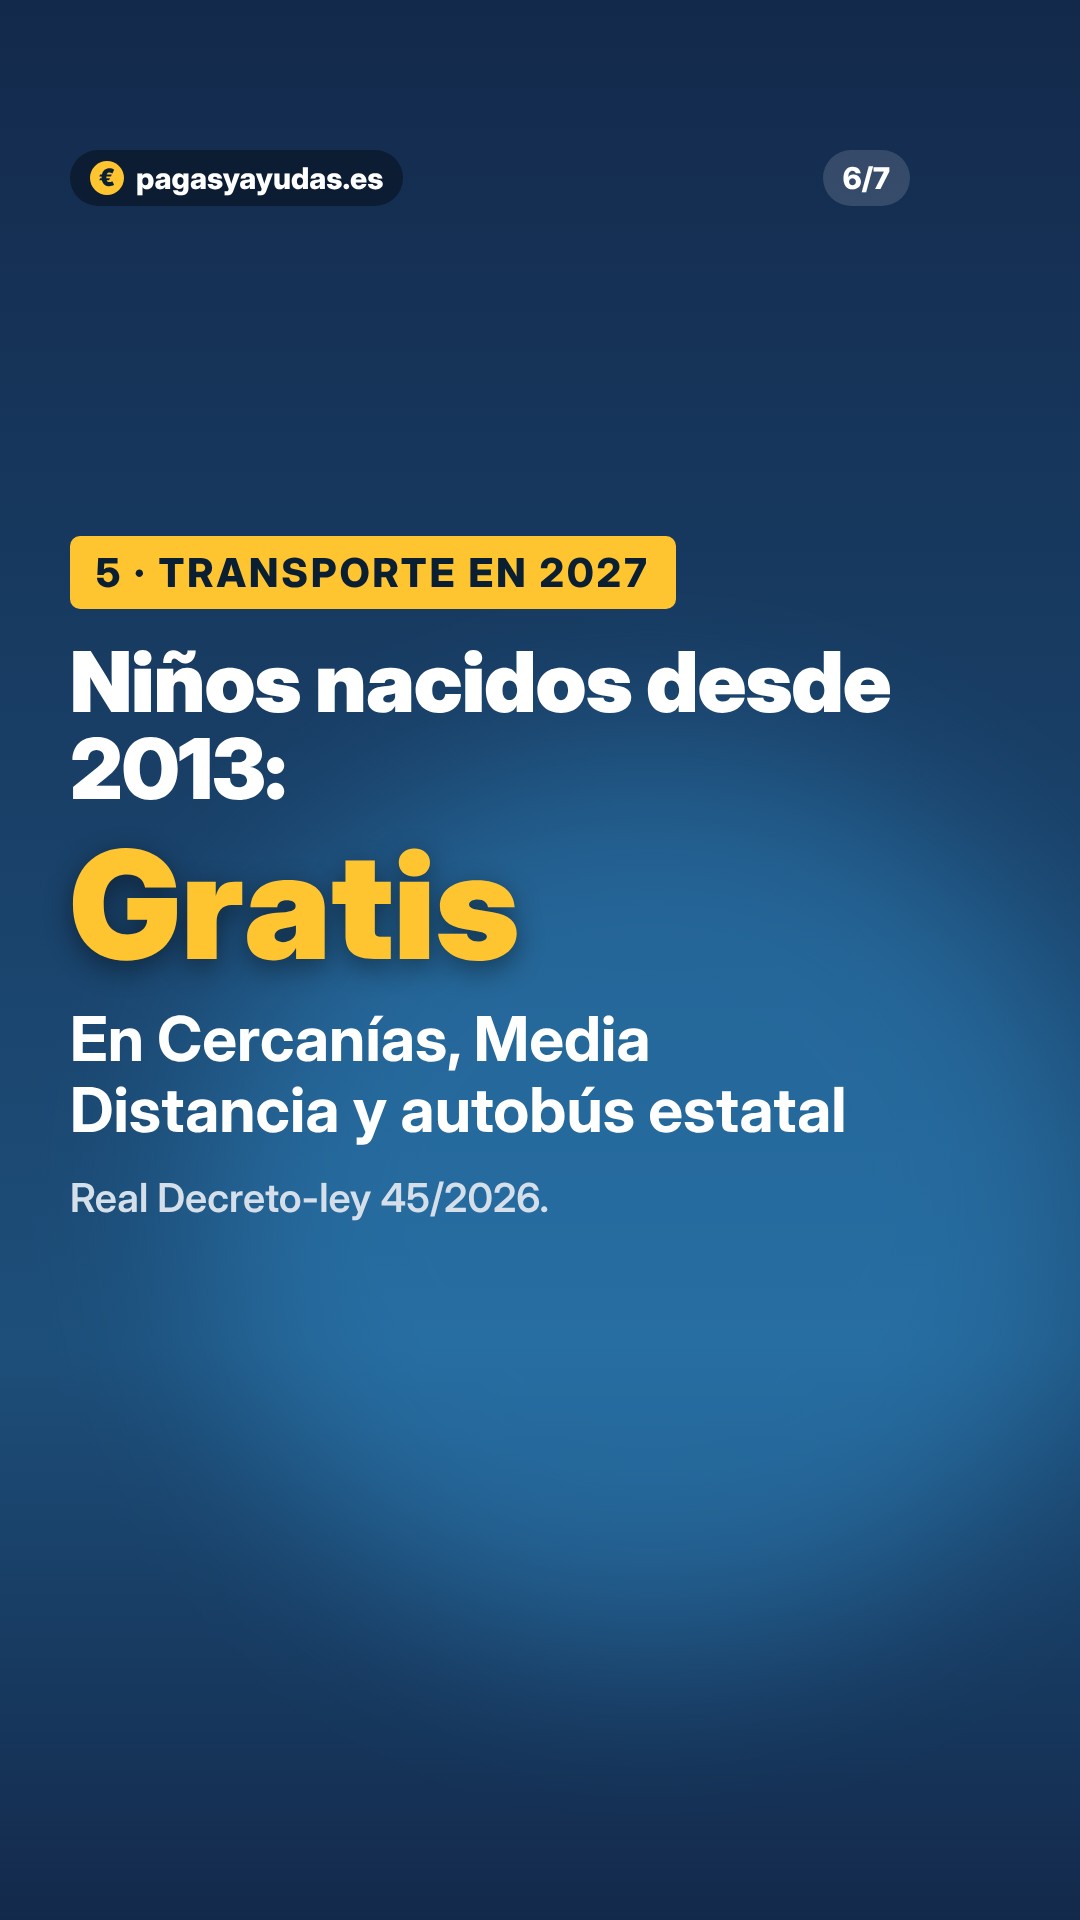 € pagasyayudas.es
6/7
5 · TRANSPORTE EN 2027
Niños nacidos desde
2013:
Gratis
En Cercanías, Media
Distancia y autobús estatal
Real Decreto-ley 45/2026.